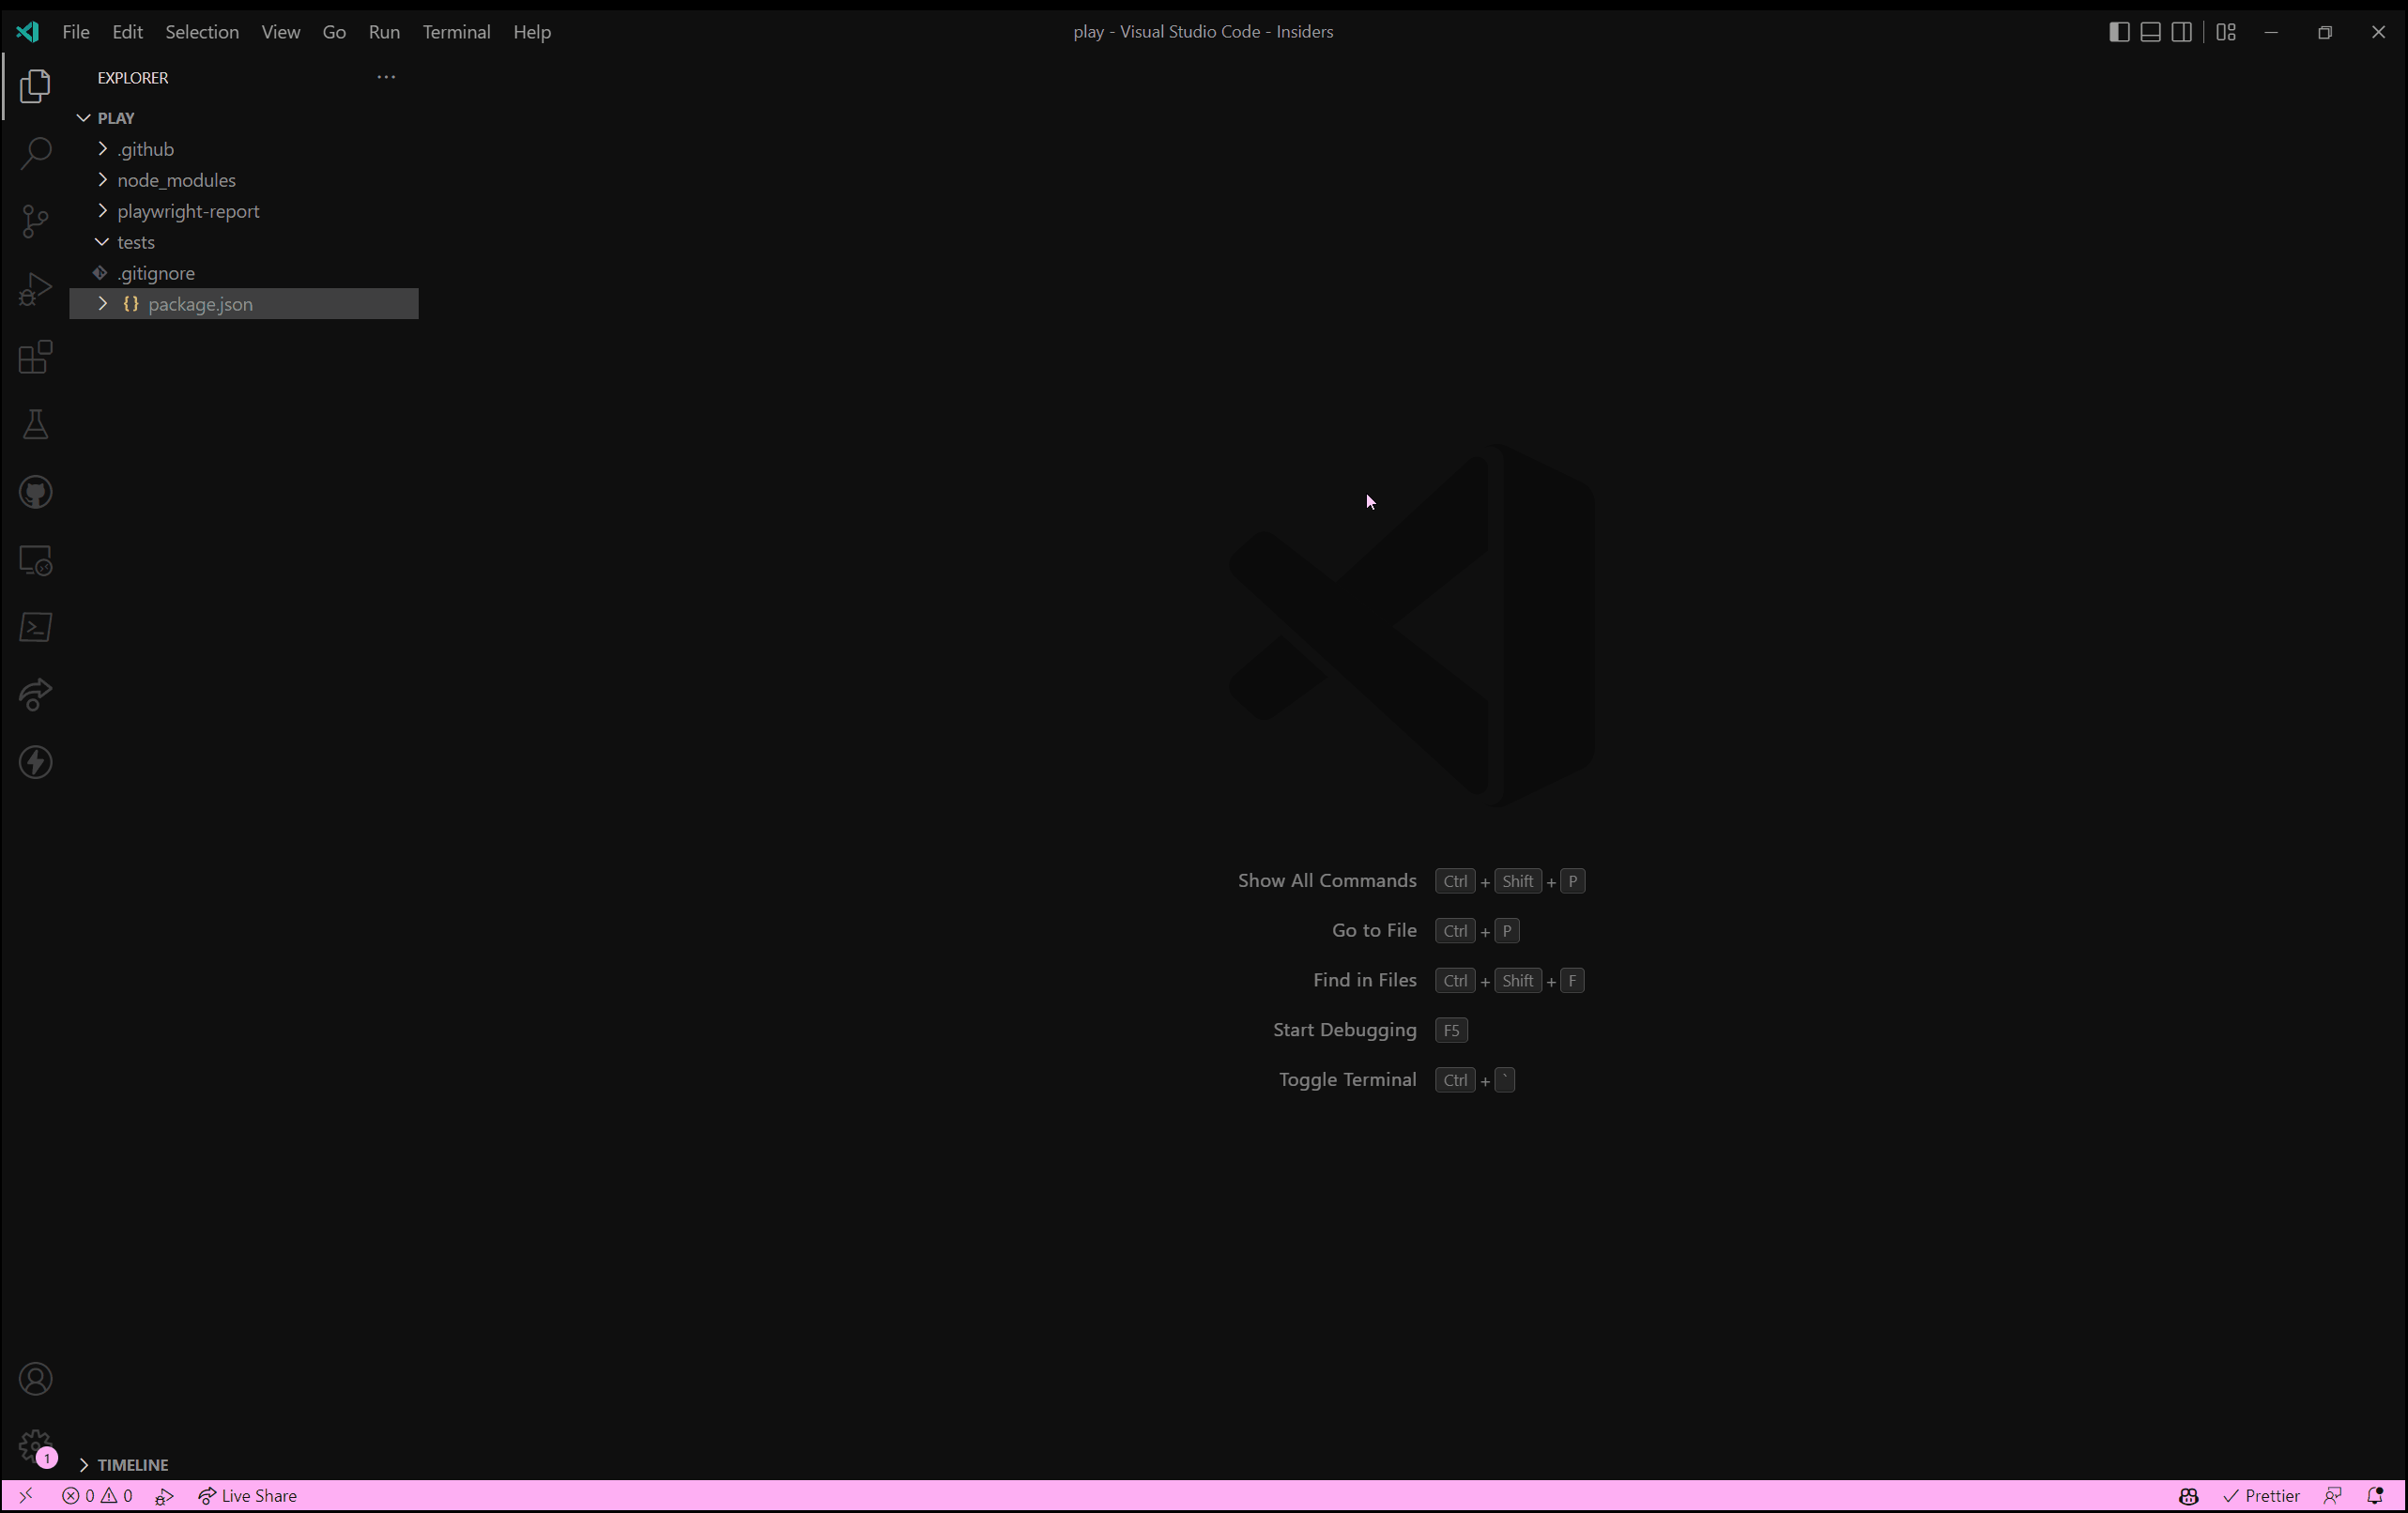 File Edit Selection View Go Run Terminal Help play - Visual Studio Code - Insiders
EXPLORER
PLAY
.github
node_modules
playwright-report
tests
.gitignore
{} package.json
Show All Commands Ctrl + Shift + P
Go to File Ctrl + P
Find in Files Ctrl + Shift + F
Start Debugging F5
Toggle Terminal Ctrl + `
1
TIMELINE
0 0 Live Share Prettier